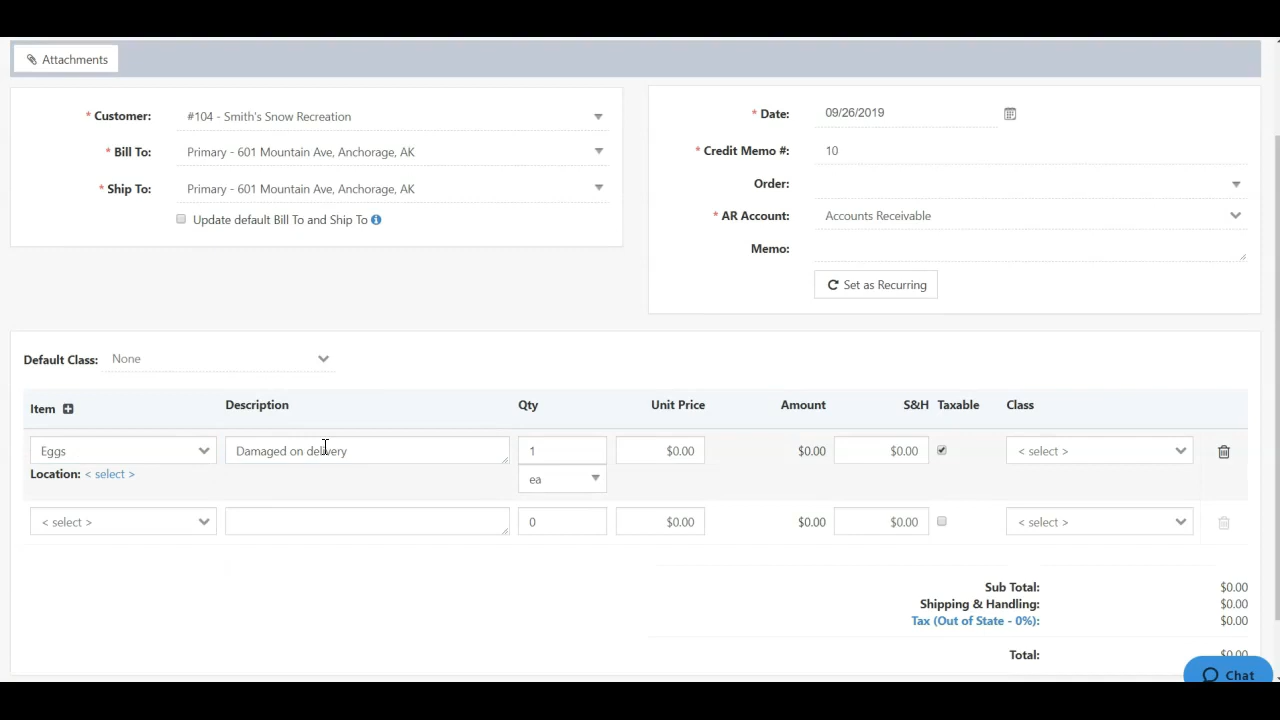 Attachments
* Customer: #104 - Smith's Snow Recreation
* Bill To: Primary - 601 Mountain Ave, Anchorage, AK
* Ship To: Primary - 601 Mountain Ave, Anchorage, AK
Update default Bill To and Ship To
* Date: 09/26/2019
* Credit Memo #: 10
Order:
* AR Account: Accounts Receivable
Memo:
Set as Recurring
Default Class: None
Item Description Qty Unit Price Amount S&H Taxable Class
Eggs Damaged on delivery 1 $0.00 $0.00 $0.00 < select >
Location: < select > ea
< select > 0 $0.00 $0.00 $0.00 < select >
Sub Total: $0.00
Shipping & Handling: $0.00
Tax (Out of State - 0%): $0.00
Total: $0.00
Chat